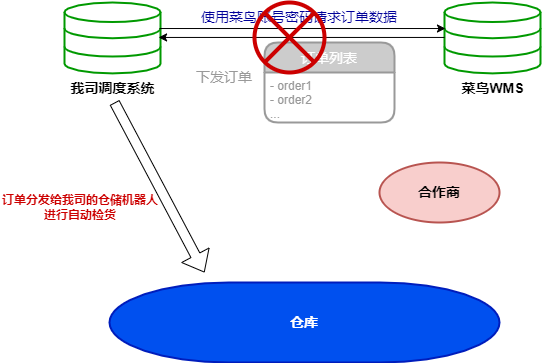 使用菜鸟账号密码请求订单数据
我司调度系统
菜鸟WMS
下发订单
订单列表
- order1
- order2
...
合作商
订单分发给我司的仓储机器人
进行自动检货
仓库